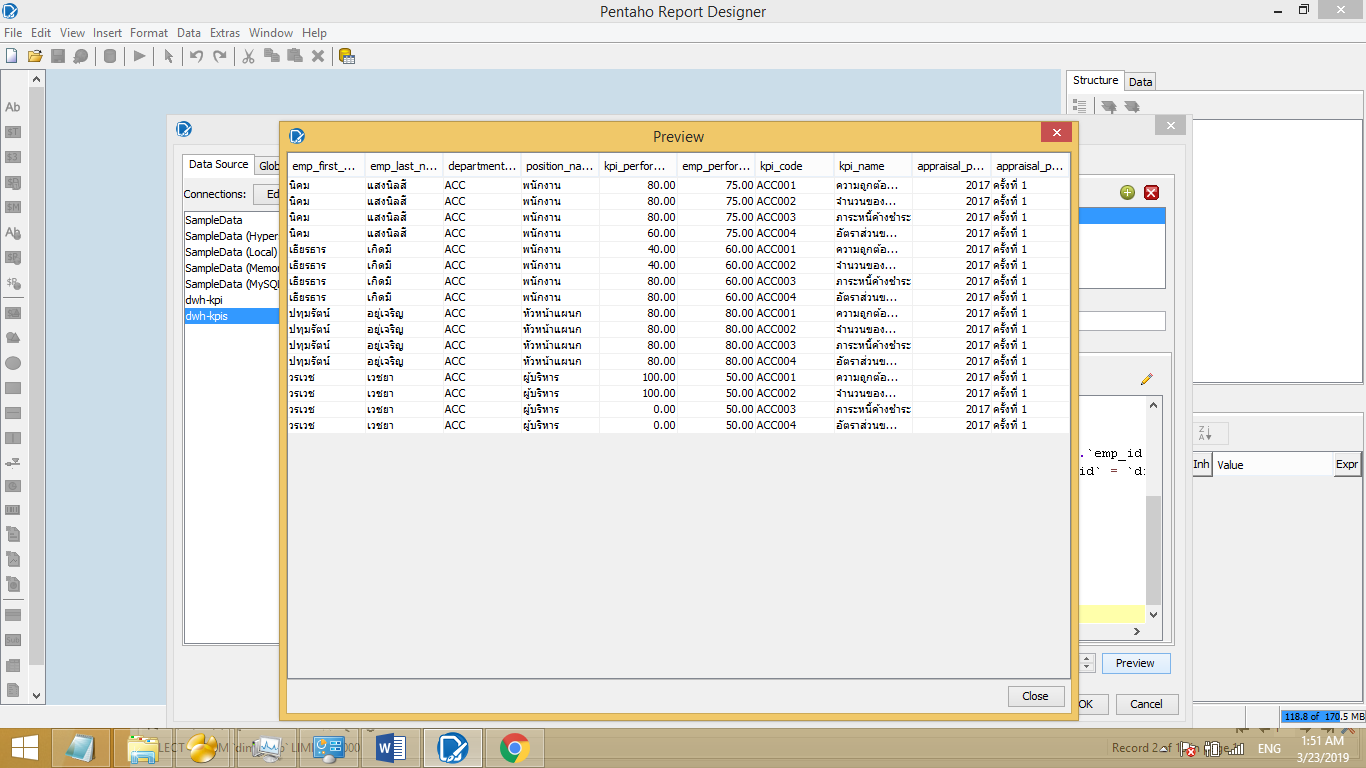 Pentaho Report Designer
File Edit View Insert Format Data Extras Window Help
Structure Data
Preview
Data Source Glob
Connections: Ed
SampleData
SampleData (Hyper
SampleData (Local)
SampleData (Memor
SampleData (MySQL
dwh-kpi
dwh-kpis
emp_first_... emp_last_n... department... position_na... kpi_perfor... emp_perfor... kpi_code kpi_name appraisal_p... appraisal_p...
นิคม แสงนิลสี ACC พนักงาน 80.00 75.00 ACC001 ความถูกต้อ... 2017 ครั้งที่ 1
นิคม แสงนิลสี ACC พนักงาน 80.00 75.00 ACC002 จำนวนของ... 2017 ครั้งที่ 1
นิคม แสงนิลสี ACC พนักงาน 80.00 75.00 ACC003 ภาระหนี้ค้างชำระ 2017 ครั้งที่ 1
นิคม แสงนิลสี ACC พนักงาน 60.00 75.00 ACC004 อัตราส่วนข... 2017 ครั้งที่ 1
เธียรธาร เกิดมี ACC พนักงาน 40.00 60.00 ACC001 ความถูกต้อ... 2017 ครั้งที่ 1
เธียรธาร เกิดมี ACC พนักงาน 40.00 60.00 ACC002 จำนวนของ... 2017 ครั้งที่ 1
เธียรธาร เกิดมี ACC พนักงาน 80.00 60.00 ACC003 ภาระหนี้ค้างชำระ 2017 ครั้งที่ 1
เธียรธาร เกิดมี ACC พนักงาน 80.00 60.00 ACC004 อัตราส่วนข... 2017 ครั้งที่ 1
ปทุมรัตน์ อยู่เจริญ ACC หัวหน้าแผนก 80.00 80.00 ACC001 ความถูกต้อ... 2017 ครั้งที่ 1
ปทุมรัตน์ อยู่เจริญ ACC หัวหน้าแผนก 80.00 80.00 ACC002 จำนวนของ... 2017 ครั้งที่ 1
ปทุมรัตน์ อยู่เจริญ ACC หัวหน้าแผนก 80.00 80.00 ACC003 ภาระหนี้ค้างชำระ 2017 ครั้งที่ 1
ปทุมรัตน์ อยู่เจริญ ACC หัวหน้าแผนก 80.00 80.00 ACC004 อัตราส่วนข... 2017 ครั้งที่ 1
วรเวช เวชยา ACC ผู้บริหาร 100.00 50.00 ACC001 ความถูกต้อ... 2017 ครั้งที่ 1
วรเวช เวชยา ACC ผู้บริหาร 100.00 50.00 ACC002 จำนวนของ... 2017 ครั้งที่ 1
วรเวช เวชยา ACC ผู้บริหาร 0.00 50.00 ACC003 ภาระหนี้ค้างชำระ 2017 ครั้งที่ 1
วรเวช เวชยา ACC ผู้บริหาร 0.00 50.00 ACC004 อัตราส่วนข... 2017 ครั้งที่ 1
.`emp_id
id` = `d
Inh Value Expr
Preview
Close
OK Cancel
118.8 of 170.5 MB
Record 2 of 1
ENG
1:51 AM
3/23/2019